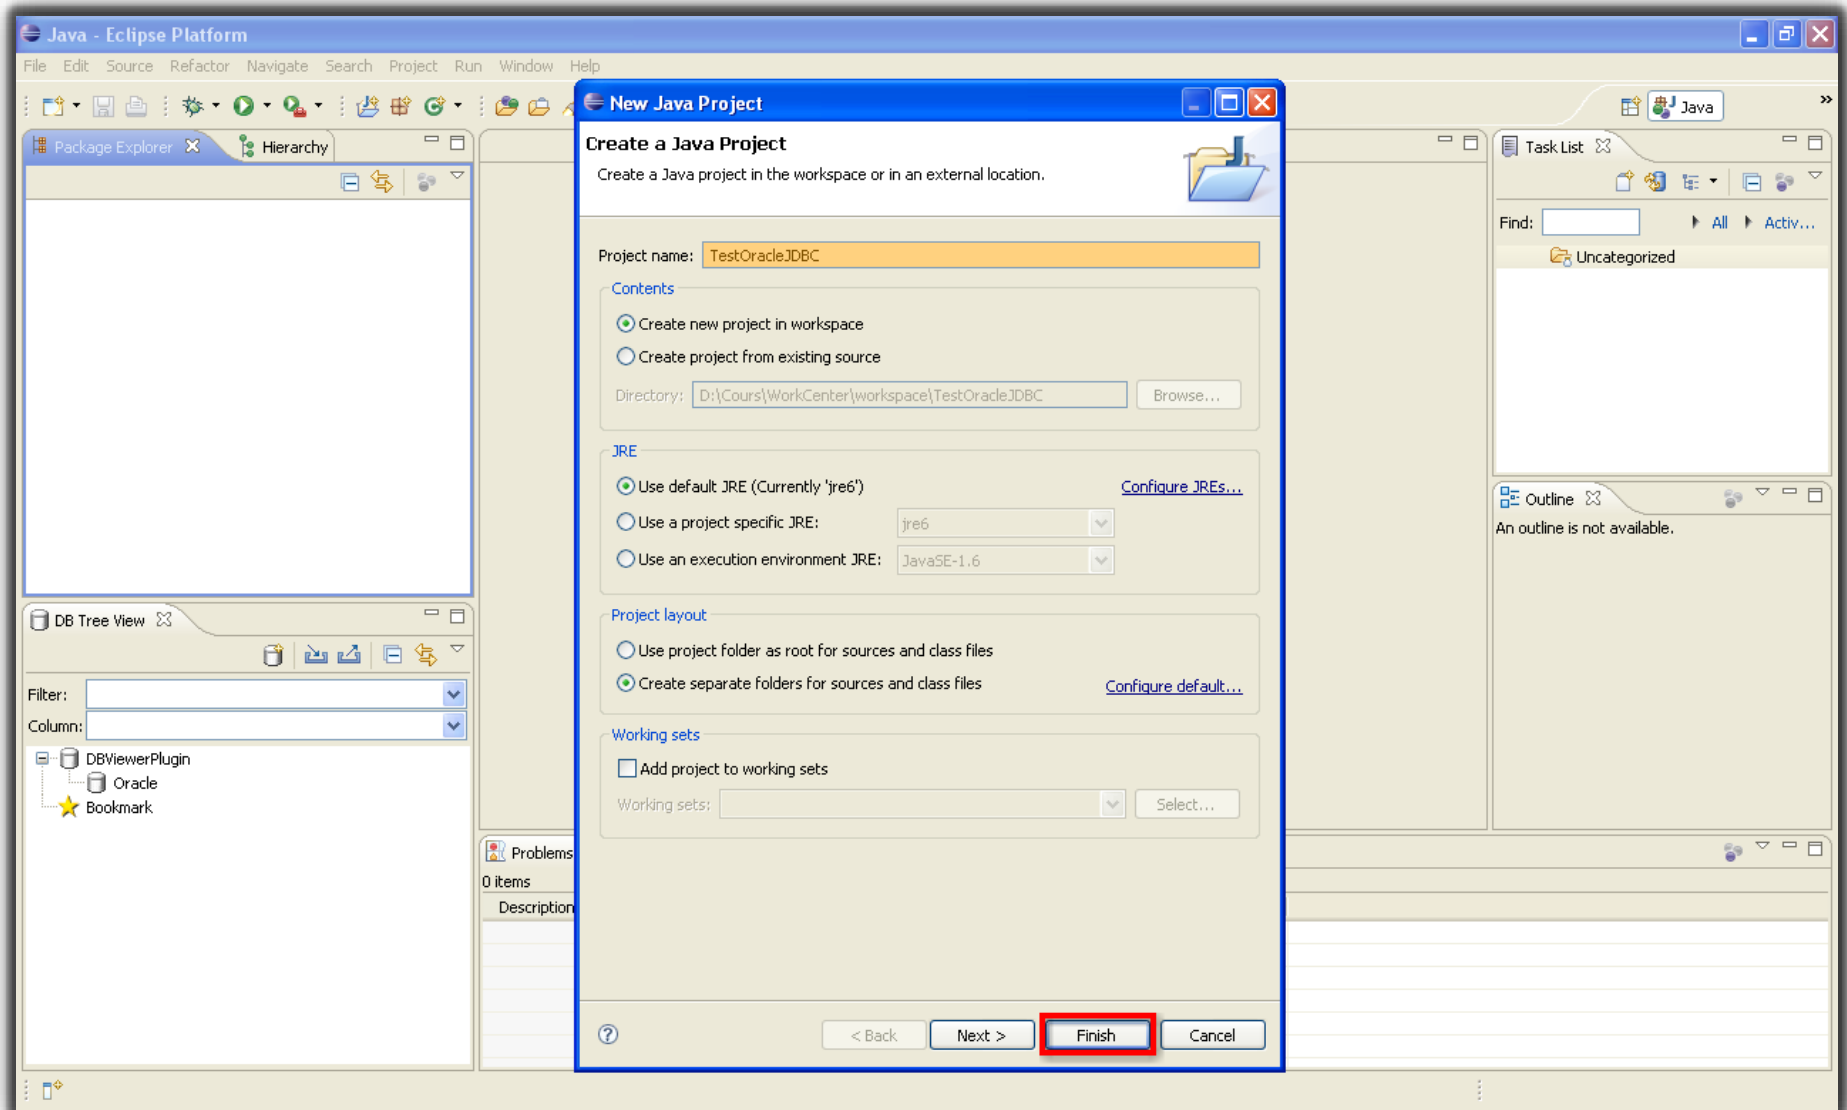 Java - Eclipse Platform
File Edit Source Refactor Navigate Search Project Run Window Help
Java
»
Package Explorer
Hierarchy
New Java Project
Create a Java Project
Create a Java project in the workspace or in an external location.
Project name: TestOracleJDBC
Contents
Create new project in workspace
Create project from existing source
Directory: D:\Cours\WorkCenter\workspace\TestOracleJDBC Browse...
JRE
Use default JRE (Currently 'jre6') Configure JREs...
Use a project specific JRE: jre6
Use an execution environment JRE: JavaSE-1.6
Project layout
Use project folder as root for sources and class files
Create separate folders for sources and class files Configure default...
Working sets
Add project to working sets
Working sets: Select...
< Back Next > Finish Cancel
Task List
Find: All Activ...
Uncategorized
Outline
An outline is not available.
DB Tree View
Filter:
Column:
DBViewerPlugin
Oracle
Bookmark
Problems
0 items
Description